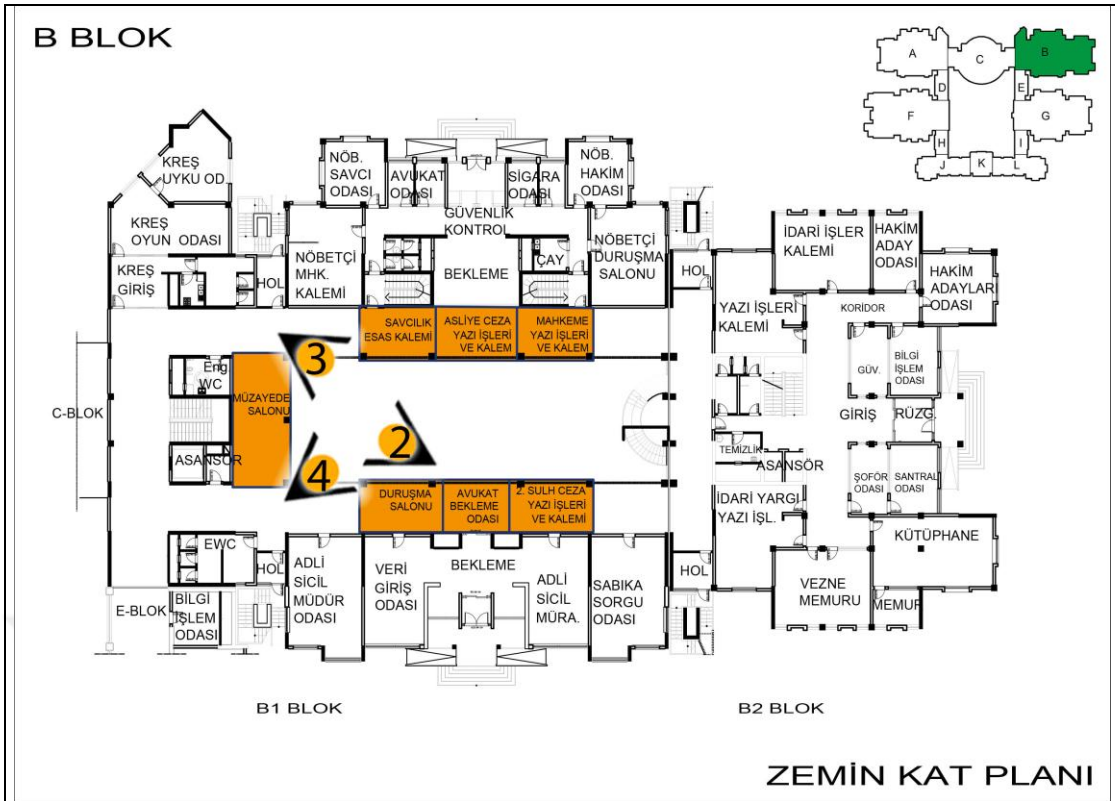 B BLOK
A
B
C
D
E
F
G
H
I
J
K
L
KREŞ
UYKU OD.
KREŞ
OYUN ODASI
KREŞ
GİRİŞ
HOL
NÖB.
SAVCI
ODASI
AVUKAT
ODASI
SİGARA
ODASI
NÖB.
HAKİM
ODASI
GÜVENLİK
KONTROL
NÖBETÇİ
MHK.
KALEMİ
BEKLEME
ÇAY
NÖBETÇİ
DURUŞMA
SALONU
HOL
İDARİ İŞLER
KALEMİ
HAKİM
ADAY
ODASI
HAKİM
ADAYLAR
ODASI
YAZI İŞLERİ
KALEMİ
KORİDOR
SAVCILIK
ESAS KALEMİ
ASLİYE CEZA
YAZI İŞLERİ
VE KALEM
MAHKEME
YAZI İŞLERİ
VE KALEM
3
Eng.
WC
MÜZAYEDE
SALONU
C-BLOK
ASANSÖR
2
4
GÜV.
BİLGİ
İŞLEM
ODASI
GİRİŞ
RÜZG.
TEMİZLİK
ASANSÖR
ŞOFÖR
ODASI
SANTRAL
ODASI
DURUŞMA
SALONU
AVUKAT
BEKLEME
ODASI
2. SULH CEZA
YAZI İŞLERİ
VE KALEMİ
İDARİ YARGI
YAZI İŞL.
KÜTÜPHANE
EWC
HOL
ADLİ
SİCİL
MÜDÜR
ODASI
VERİ
GİRİŞ
ODASI
BEKLEME
ADLİ
SİCİL
MÜRA.
SABIKA
SORGU
ODASI
HOL
VEZNE
MEMURU
MEMUR
E-BLOK
BİLGİ
İŞLEM
ODASI
B1 BLOK
B2 BLOK
ZEMİN KAT PLANI